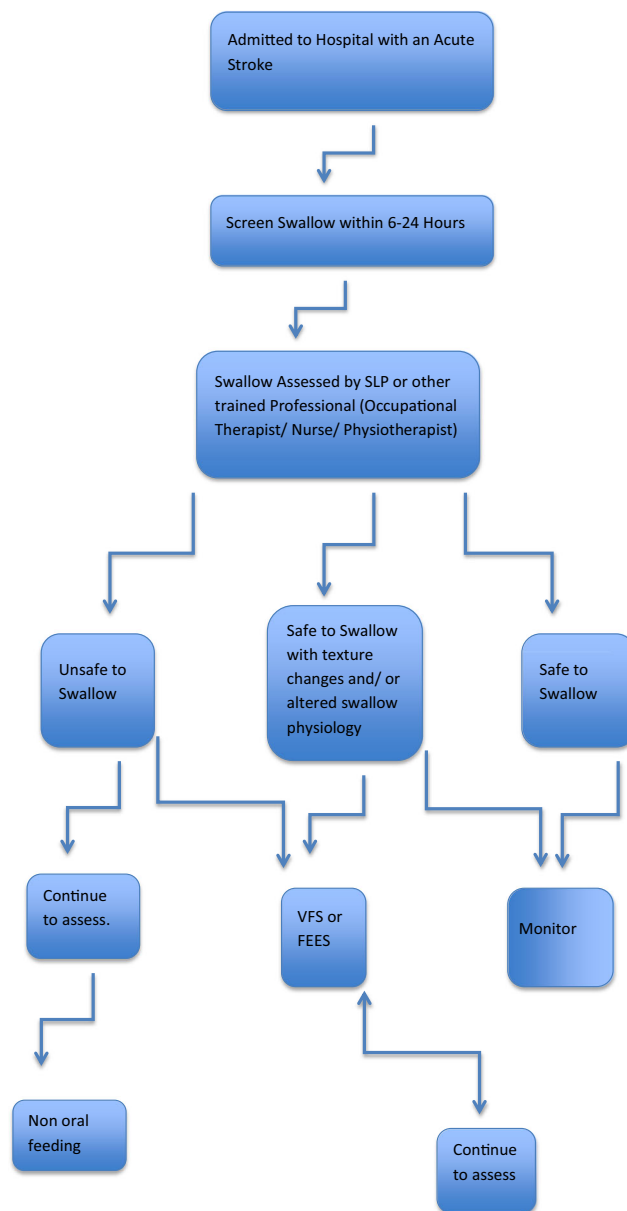 Admitted to Hospital with an Acute
Stroke
Screen Swallow within 6-24 Hours
Swallow Assessed by SLP or other
trained Professional (Occupational
Therapist/ Nurse/ Physiotherapist)
Unsafe to
Swallow
Safe to Swallow
with texture
changes and/ or
altered swallow
physiology
Safe to
Swallow
Continue
to assess.
VFS or
FEES
Monitor
Non oral
feeding
Continue
to assess